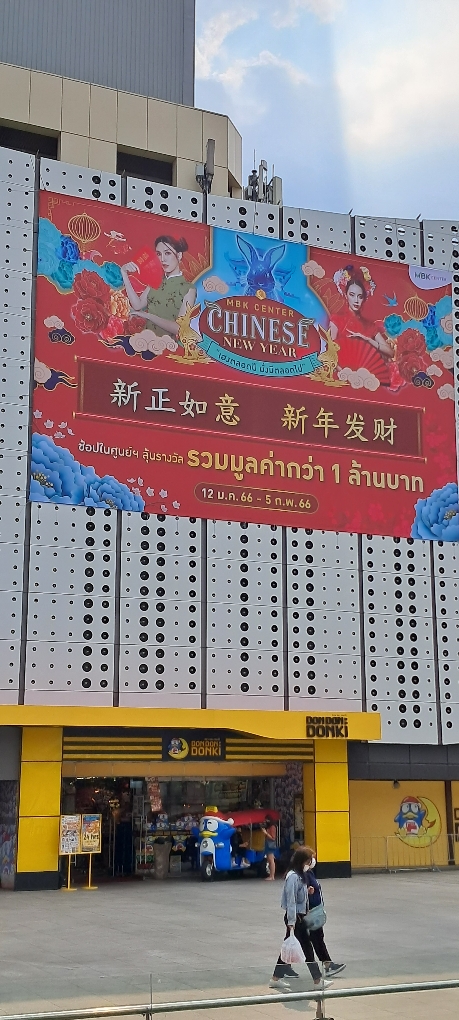 MBK CENTER
MBK CENTER
CHINESE
NEW YEAR
"เฮงตลอดปี มั่งมีตลอดไป"
新正如意 新年发财
ช้อปในศูนย์ฯ ลุ้นรางวัล รวมมูลค่ากว่า 1 ล้านบาท
12 ม.ค. 66 - 5 ก.พ. 66
DON DON DONKI
DON DON
DONKI